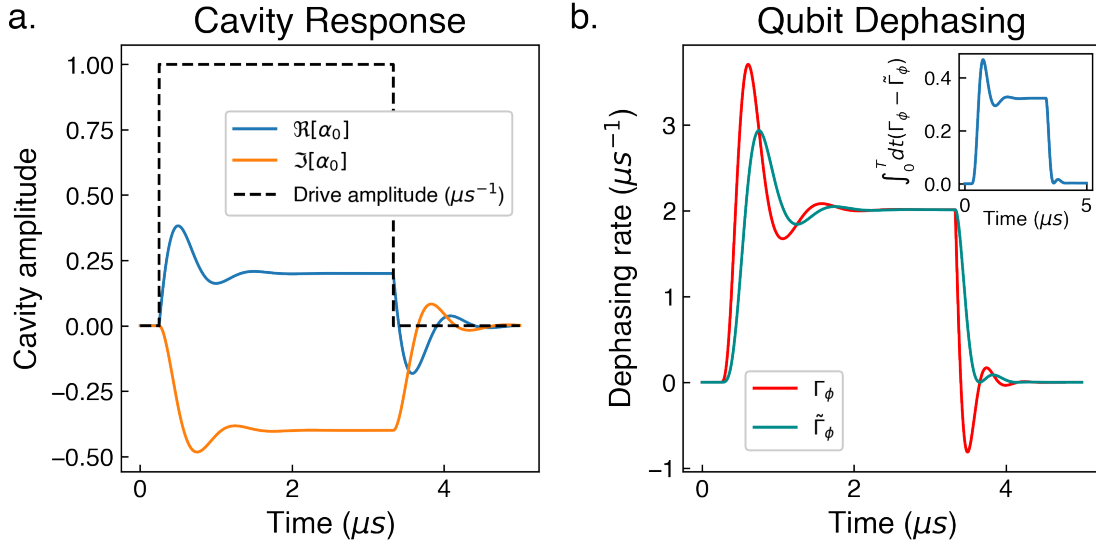 a.
Cavity Response
Cavity amplitude
1.00
0.75
0.50
0.25
0.00
−0.25
−0.50
ℜ[α₀]
ℑ[α₀]
Drive amplitude (μs⁻¹)
0
2
4
Time (μs)
b.
Qubit Dephasing
Dephasing rate (μs⁻¹)
3
2
1
0
−1
Γ_ϕ
Γ̃_ϕ
0
2
4
Time (μs)
∫₀ᵀ dt(Γ_ϕ − Γ̃_ϕ)
0.4
0.2
0.0
0
5
Time (μs)